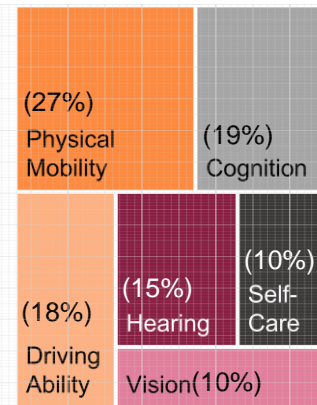 (27%)
Physical
Mobility
(19%)
Cognition
(18%)
Driving
Ability
(15%)
Hearing
(10%)
Self-
Care
Vision(10%)